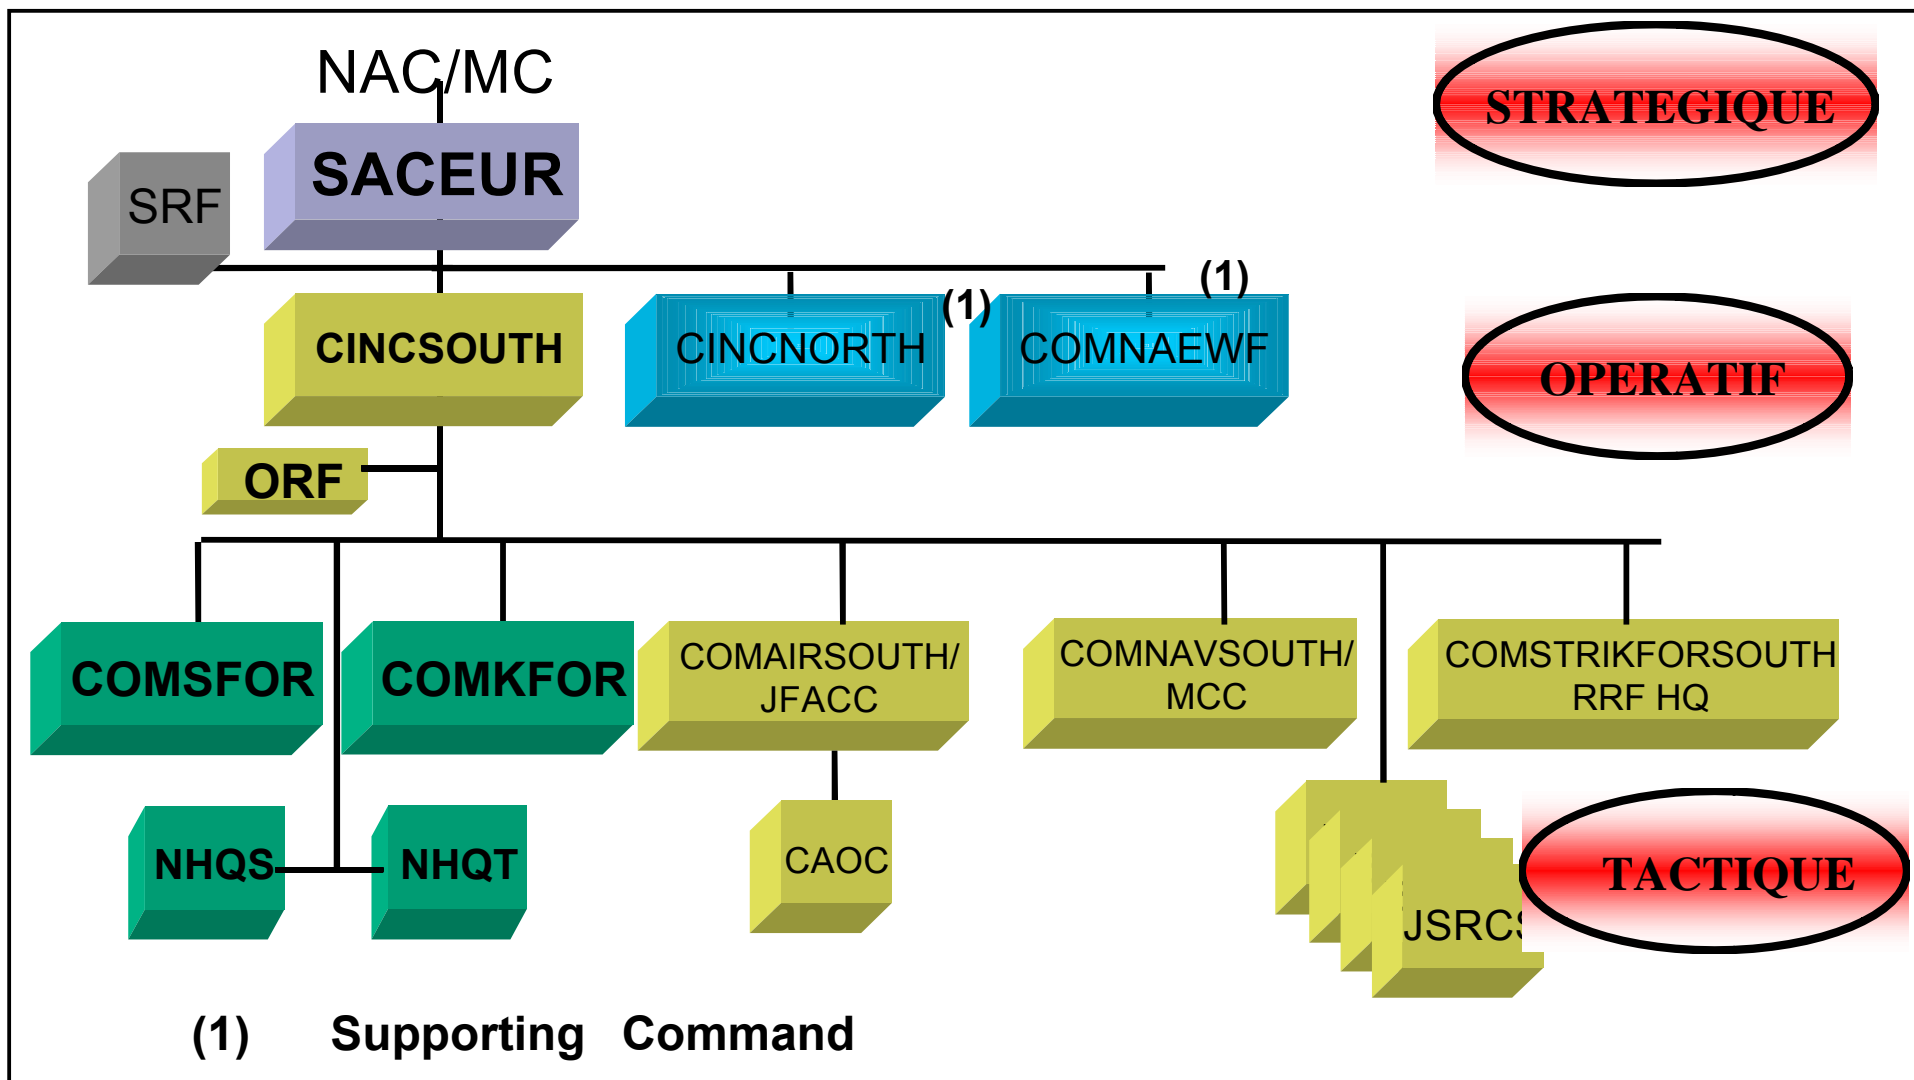 NAC/MC
STRATEGIQUE
SACEUR
SRF
(1)
(1)
CINCSOUTH
CINCNORTH
COMNAEWF
OPERATIF
ORF
COMSFOR
COMKFOR
COMAIRSOUTH/
JFACC
COMNAVSOUTH/
MCC
COMSTRIKFORSOUTH
RRF HQ
NHQS
NHQT
CAOC
JSRCS
TACTIQUE
(1) Supporting Command